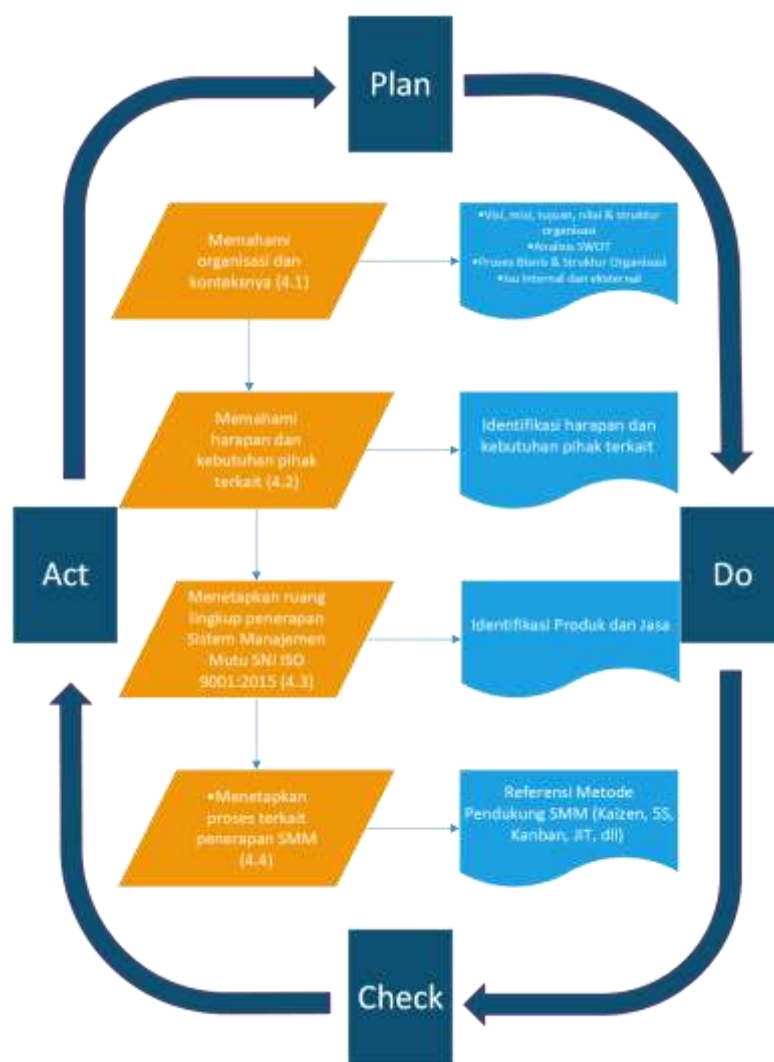 Plan
Memahami
organisasi dan
konteksnya (4.1)
•Visi, misi, tujuan, nilai & struktur
organisasi
•Analisis SWOT
•Proses Bisnis & Struktur Organisasi
•Isu Internal dan eksternal
Memahami
harapan dan
kebutuhan pihak
terkait (4.2)
Identifikasi harapan dan
kebutuhan pihak terkait
Act
Do
Menetapkan ruang
lingkup penerapan
Sistem Manajemen
Mutu SNI ISO
9001:2015 (4.3)
Identifikasi Produk dan Jasa
•Menetapkan
proses terkait
penerapan SMM
(4.4)
Referensi Metode
Pendukung SMM (Kaizen, 5S,
Kanban, JIT, dll)
Check